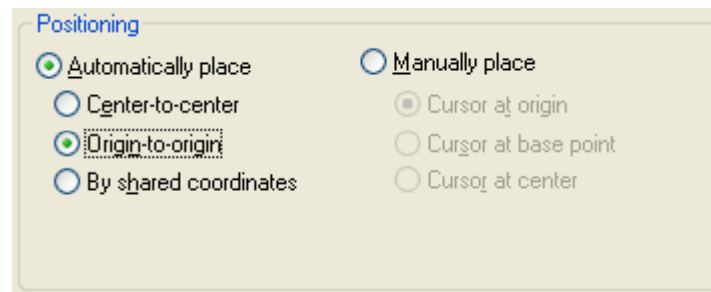 Positioning
Automatically place
Center-to-center
Origin-to-origin
By shared coordinates
Manually place
Cursor at origin
Cursor at base point
Cursor at center